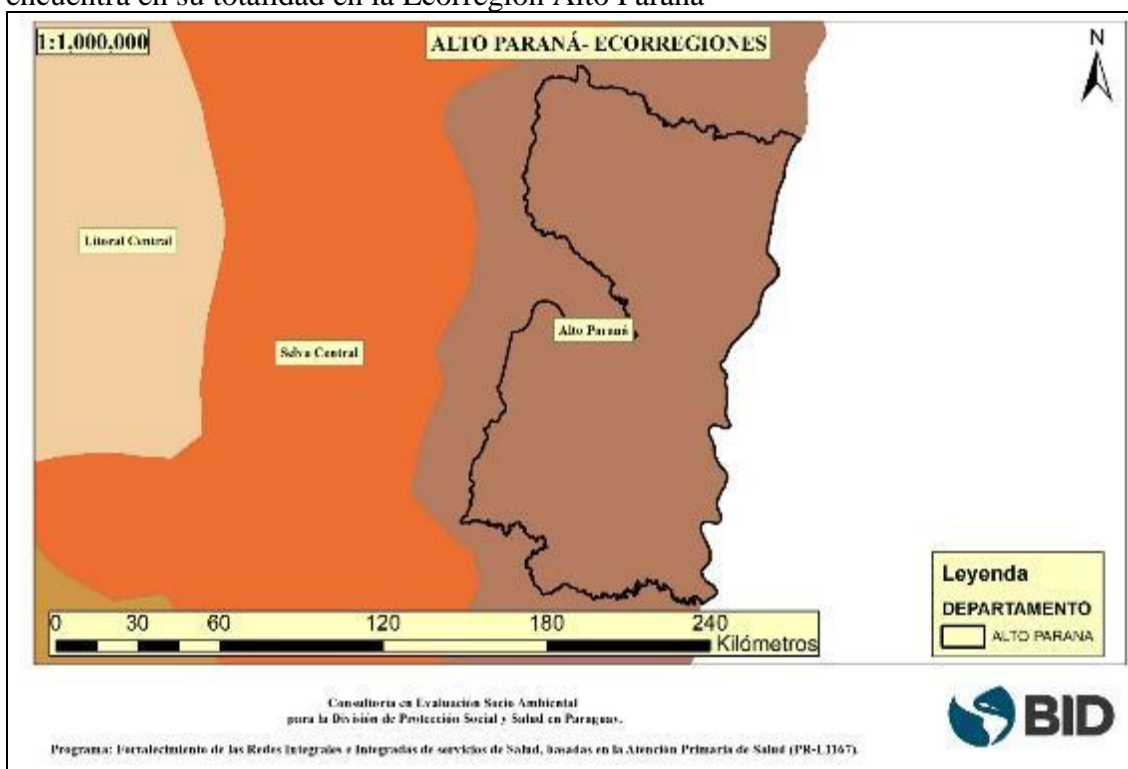 encuentra en su totalidad en la Ecorregión Alto Paraná
1:1,000,000
ALTO PARANÁ- ECORREGIONES
N
Litoral Central
Selva Central
Alto Paraná
Leyenda
DEPARTAMENTO
ALTO PARANA
0 30 60 120 180 240
Kilómetros
Consultoría en Evaluación Socio Ambiental
para la División de Protección Social y Salud en Paraguay.
Programa: Fortalecimiento de las Redes Integrales e Integradas de servicios de Salud, basadas en la Atención Primaria de Salud (PR-L1167).
BID